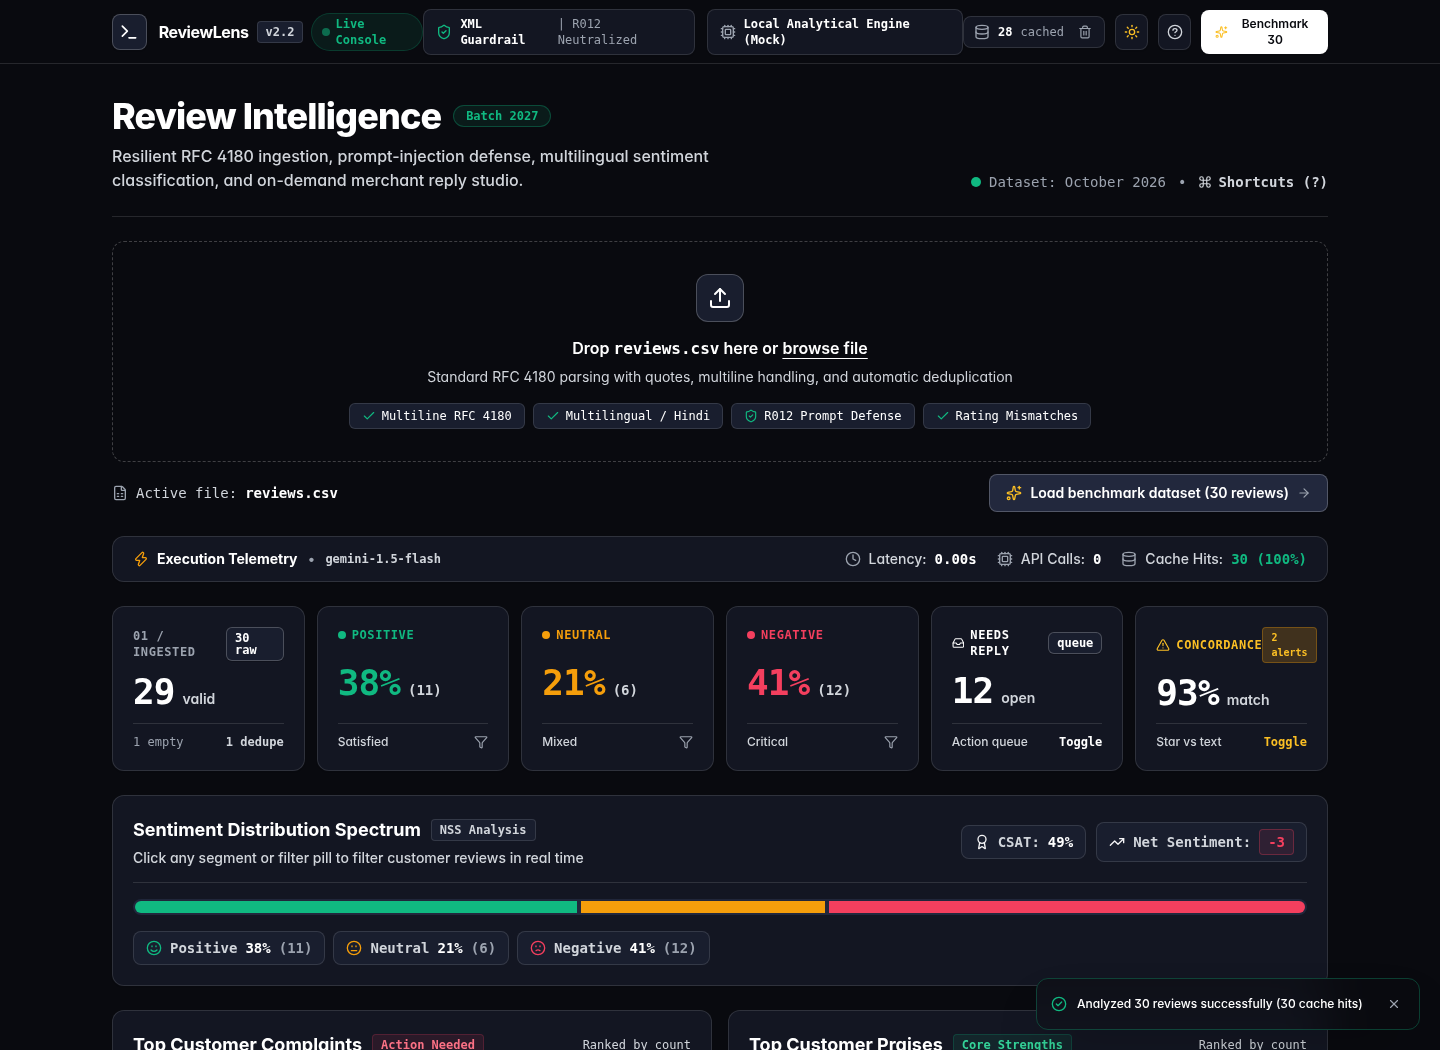 ReviewLens v2.2 Live Console XML Guardrail | R012 Neutralized Local Analytical Engine (Mock) 28 cached Benchmark 30
Review Intelligence Batch 2027
Resilient RFC 4180 ingestion, prompt-injection defense, multilingual sentiment
classification, and on-demand merchant reply studio.
Dataset: October 2026 • ⌘ Shortcuts (?)
Drop reviews.csv here or browse file
Standard RFC 4180 parsing with quotes, multiline handling, and automatic deduplication
Multiline RFC 4180 Multilingual / Hindi R012 Prompt Defense Rating Mismatches
Active file: reviews.csv
Load benchmark dataset (30 reviews) →
Execution Telemetry • gemini-1.5-flash Latency: 0.00s API Calls: 0 Cache Hits: 30 (100%)
01 / INGESTED 30 raw
29 valid
1 empty 1 dedupe
POSITIVE
38% (11)
Satisfied
NEUTRAL
21% (6)
Mixed
NEGATIVE
41% (12)
Critical
NEEDS REPLY queue
12 open
Action queue Toggle
CONCORDANCE 2 alerts
93% match
Star vs text Toggle
Sentiment Distribution Spectrum NSS Analysis
Click any segment or filter pill to filter customer reviews in real time
CSAT: 49% Net Sentiment: -3
Positive 38% (11) Neutral 21% (6) Negative 41% (12)
Analyzed 30 reviews successfully (30 cache hits)
Top Customer Complaints Action Needed Ranked by count
Top Customer Praises Core Strengths Ranked by count